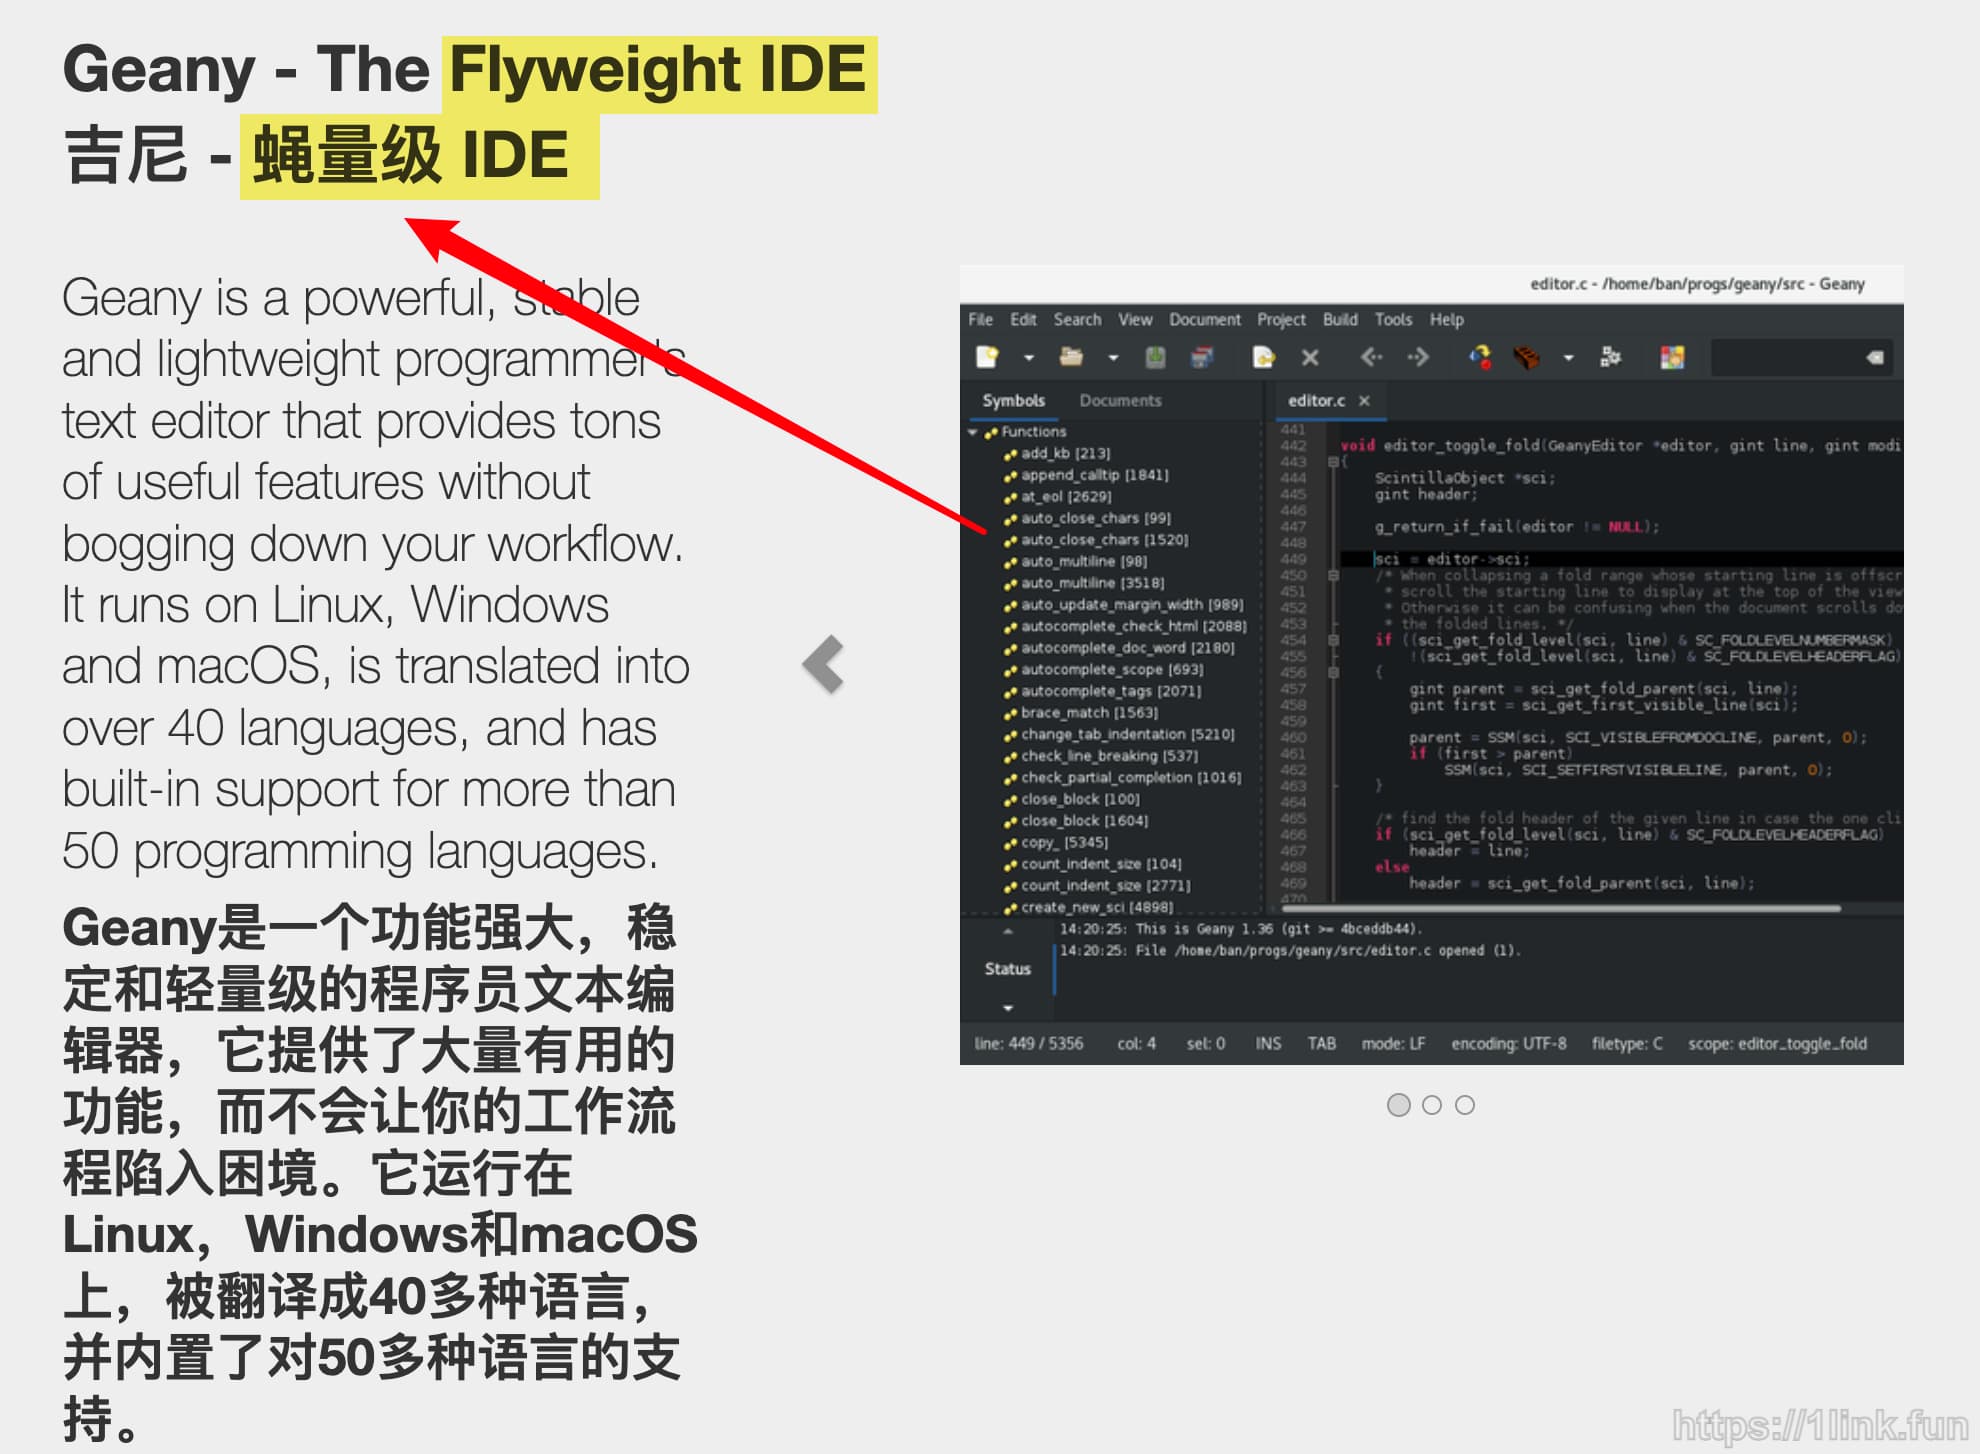 Geany - The Flyweight IDE
吉尼 - 蝇量级 IDE
Geany is a powerful, stable
and lightweight programmer's
text editor that provides tons
of useful features without
bogging down your workflow.
It runs on Linux, Windows
and macOS, is translated into
over 40 languages, and has
built-in support for more than
50 programming languages.
Geany是一个功能强大，稳
定和轻量级的程序员文本编
辑器，它提供了大量有用的
功能，而不会让你的工作流
程陷入困境。它运行在
Linux，Windows和macOS
上，被翻译成40多种语言，
并内置了对50多种语言的支
持。
editor.c - /home/ban/progs/geany/src - Geany
File Edit Search View Document Project Build Tools Help
Symbols Documents
Functions
add_kb [213]
append_calltip [1841]
at_eol [2629]
auto_close_chars [99]
auto_close_chars [1520]
auto_multiline [98]
auto_multiline [3518]
auto_update_margin_width [989]
autocomplete_check_html [2088]
autocomplete_doc_word [2180]
autocomplete_scope [693]
autocomplete_tags [2071]
brace_match [1563]
change_tab_indentation [5210]
check_line_breaking [537]
check_partial_completion [1016]
close_block [100]
close_block [1604]
copy_ [5345]
count_indent_size [104]
count_indent_size [2771]
create_new_sci [4898]
editor.c
441
442 void editor_toggle_fold(GeanyEditor *editor, gint line, gint modi
443 {
444 ScintillaObject *sci;
445 gint header;
446
447 g_return_if_fail(editor != NULL);
448
449 sci = editor->sci;
450 /* When collapsing a fold range whose starting line is offscr
451 * scroll the starting line to display at the top of the view
452 * Otherwise it can be confusing when the document scrolls do
453 * the folded lines. */
454 if ((sci_get_fold_level(sci, line) & SC_FOLDLEVELNUMBERMASK)
455 !(sci_get_fold_level(sci, line) & SC_FOLDLEVELHEADERFLAG)
456 {
457 gint parent = sci_get_fold_parent(sci, line);
458 gint first = sci_get_first_visible_line(sci);
459
460 parent = SSM(sci, SCI_VISIBLEFROMDOCLINE, parent, 0);
461 if (first > parent)
462 SSM(sci, SCI_SETFIRSTVISIBLELINE, parent, 0);
463 }
464
465 /* find the fold header of the given line in case the one cli
466 if (sci_get_fold_level(sci, line) & SC_FOLDLEVELHEADERFLAG)
467 header = line;
468 else
469 header = sci_get_fold_parent(sci, line);
470
Status
14:20:25: This is Geany 1.36 (git >= 4bceddb44).
14:20:25: File /home/ban/progs/geany/src/editor.c opened (1).
line: 449 / 5356 col: 4 sel: 0 INS TAB mode: LF encoding: UTF-8 filetype: C scope: editor_toggle_fold
https://1link.fun